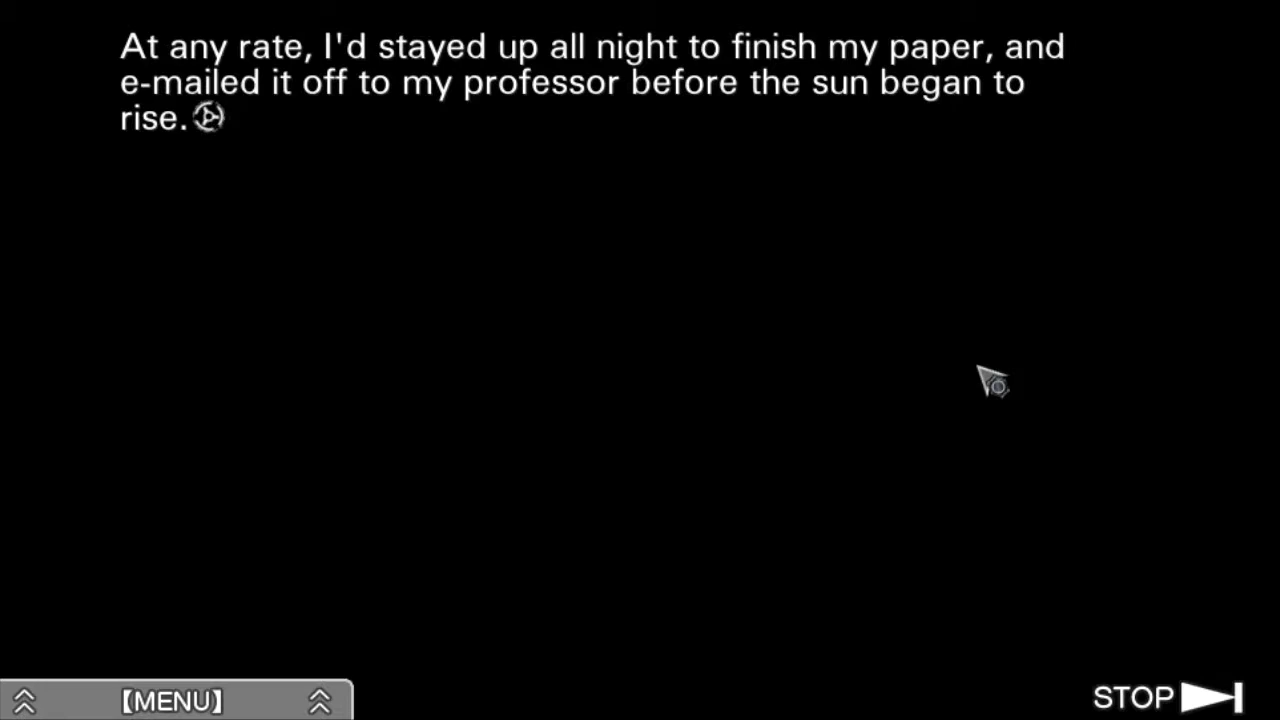 At any rate, I'd stayed up all night to finish my paper, and
e-mailed it off to my professor before the sun began to
rise.
【MENU】
STOP